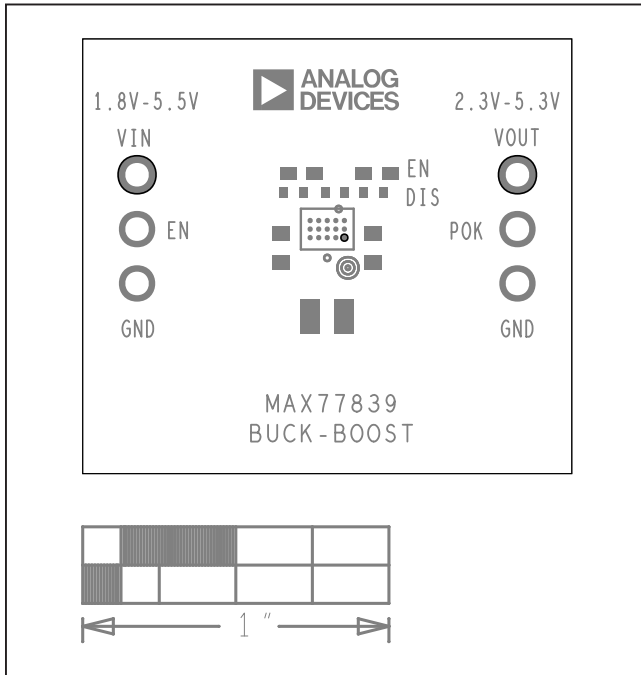 ANALOG
DEVICES
1.8V-5.5V
2.3V-5.3V
VIN
VOUT
EN
DIS
EN
POK
GND
GND
MAX77839
BUCK-BOOST
1 "